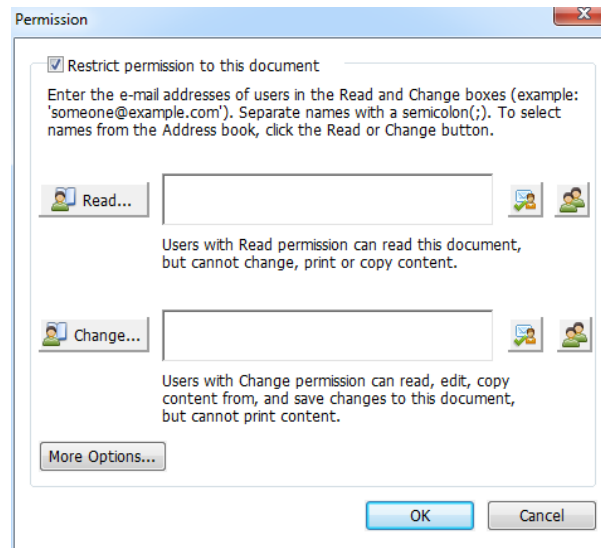 Permission
Restrict permission to this document
Enter the e-mail addresses of users in the Read and Change boxes (example:
'someone@example.com'). Separate names with a semicolon(;). To select
names from the Address book, click the Read or Change button.
Read...
Users with Read permission can read this document,
but cannot change, print or copy content.
Change...
Users with Change permission can read, edit, copy
content from, and save changes to this document,
but cannot print content.
More Options...
OK Cancel